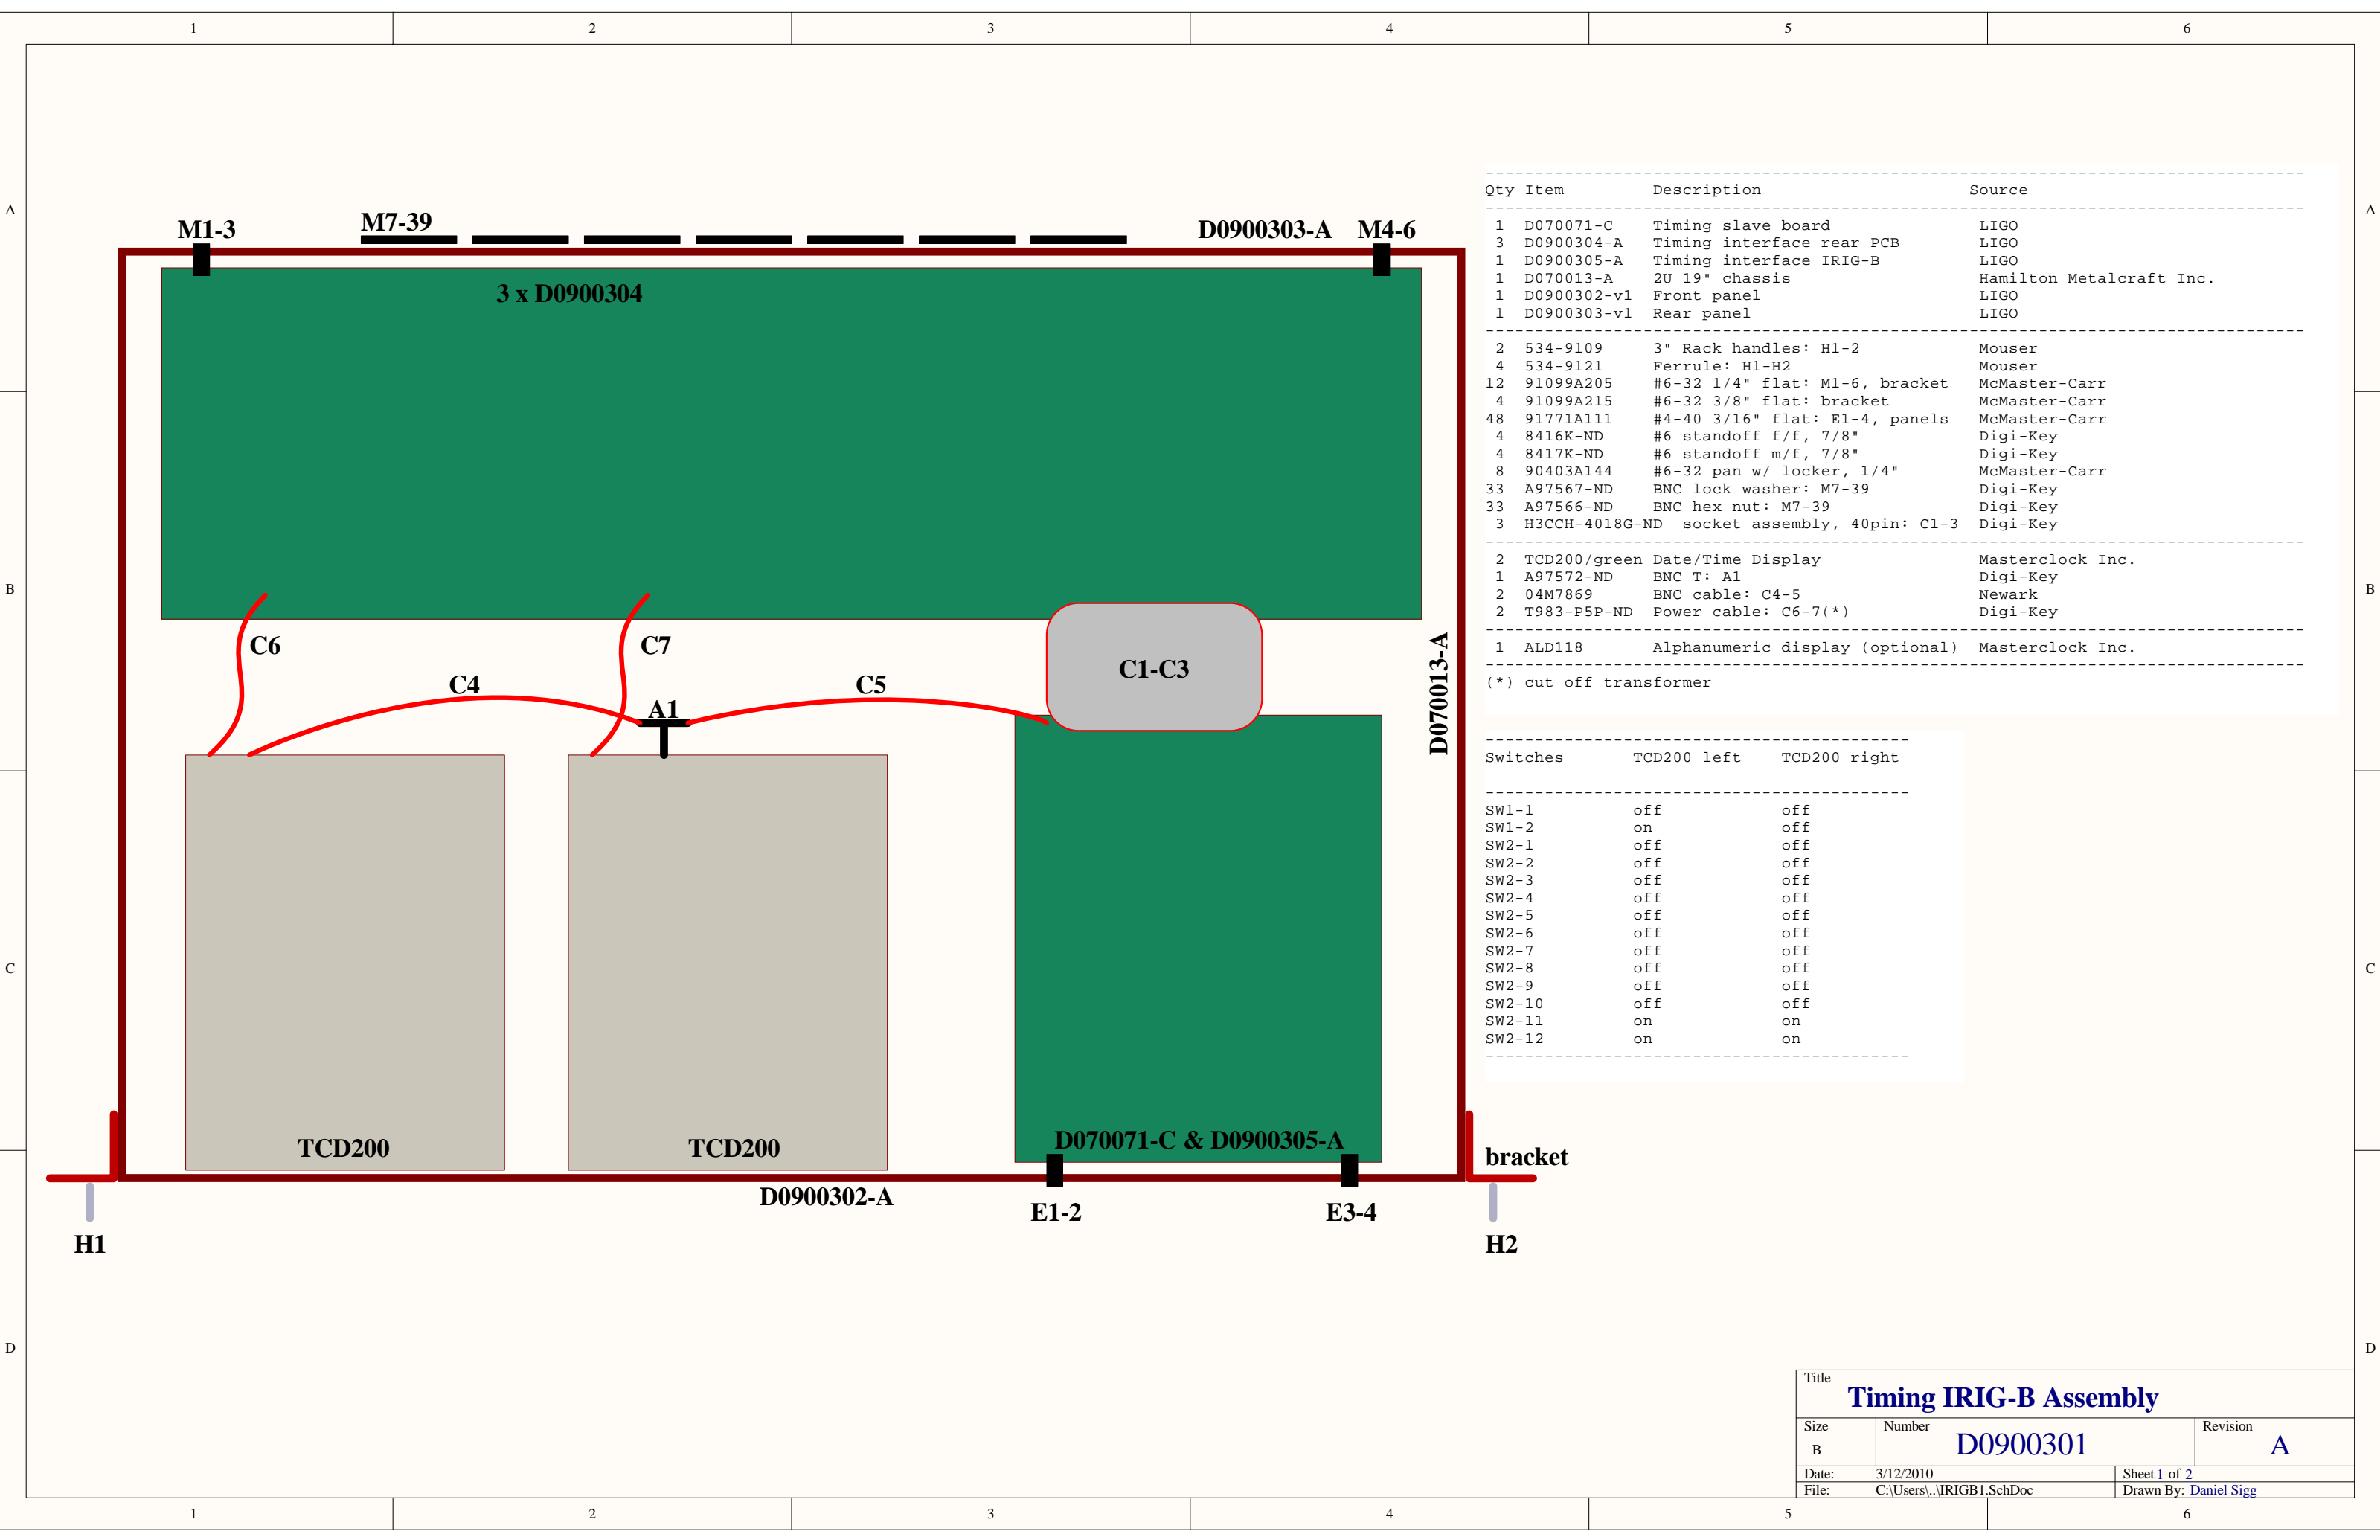 1 2 3 4 5 6
A A
M1-3 M7-39 D0900303-A M4-6
3 x D0900304
B B
C6 C7 C1-C3
C4 A1 C5
D070013-A
C C
TCD200 TCD200 D070071-C & D0900305-A
D0900302-A
E1-2 E3-4
bracket
H1 H2
D D
--------------------------------------------------
Qty Item Description Source
--------------------------------------------------
1 D070071-C Timing slave board LIGO
3 D0900304-A Timing interface rear PCB LIGO
1 D0900305-A Timing interface IRIG-B LIGO
1 D070013-A 2U 19" chassis Hamilton Metalcraft Inc.
1 D0900302-v1 Front panel LIGO
1 D0900303-v1 Rear panel LIGO
--------------------------------------------------
2 534-9109 3" Rack handles: H1-2 Mouser
4 534-9121 Ferrule: H1-H2 Mouser
12 91099A205 #6-32 1/4" flat: M1-6, bracket McMaster-Carr
4 91099A215 #6-32 3/8" flat: bracket McMaster-Carr
48 91771A111 #4-40 3/16" flat: E1-4, panels McMaster-Carr
4 8416K-ND #6 standoff f/f, 7/8" Digi-Key
4 8417K-ND #6 standoff m/f, 7/8" Digi-Key
8 90403A144 #6-32 pan w/ locker, 1/4" McMaster-Carr
33 A97567-ND BNC lock washer: M7-39 Digi-Key
33 A97566-ND BNC hex nut: M7-39 Digi-Key
3 H3CCH-4018G-ND socket assembly, 40pin: C1-3 Digi-Key
--------------------------------------------------
2 TCD200/green Date/Time Display Masterclock Inc.
1 A97572-ND BNC T: A1 Digi-Key
2 04M7869 BNC cable: C4-5 Newark
2 T983-P5P-ND Power cable: C6-7(*) Digi-Key
--------------------------------------------------
1 ALD118 Alphanumeric display (optional) Masterclock Inc.
--------------------------------------------------
(*) cut off transformer
--------------------------------------------------
Switches TCD200 left TCD200 right
--------------------------------------------------
SW1-1 off off
SW1-2 on off
SW2-1 off off
SW2-2 off off
SW2-3 off off
SW2-4 off off
SW2-5 off off
SW2-6 off off
SW2-7 off off
SW2-8 off off
SW2-9 off off
SW2-10 off off
SW2-11 on on
SW2-12 on on
--------------------------------------------------
Title
Timing IRIG-B Assembly
Size Number Revision
B D0900301 A
Date: 3/12/2010 Sheet 1 of 2
File: C:\Users\..\IRIGB1.SchDoc Drawn By: Daniel Sigg
1 2 3 4 5 6